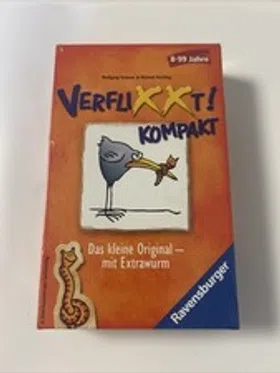 8-99 Jahre
VERFLIXXT!
KOMPAKT
Das kleine Original –
mit Extrawurm
Ravensburger